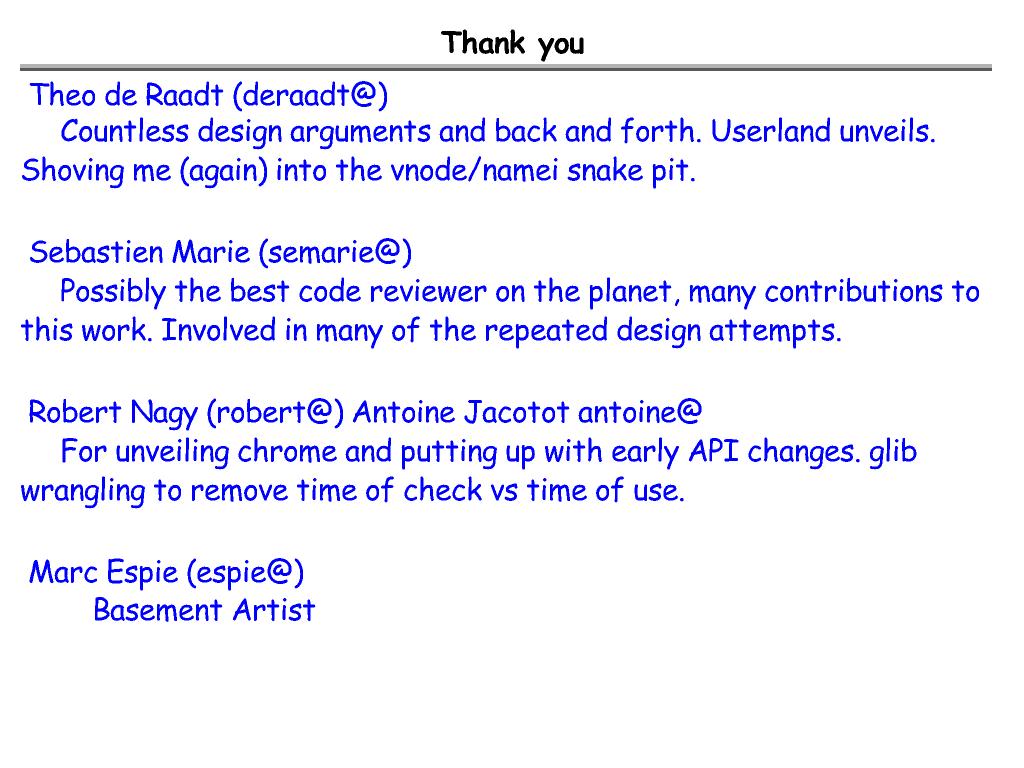 Thank you
Theo de Raadt (deraadt@)
Countless design arguments and back and forth. Userland unveils.
Shoving me (again) into the vnode/namei snake pit.
Sebastien Marie (semarie@)
Possibly the best code reviewer on the planet, many contributions to
this work. Involved in many of the repeated design attempts.
Robert Nagy (robert@) Antoine Jacotot antoine@
For unveiling chrome and putting up with early API changes. glib
wrangling to remove time of check vs time of use.
Marc Espie (espie@)
Basement Artist